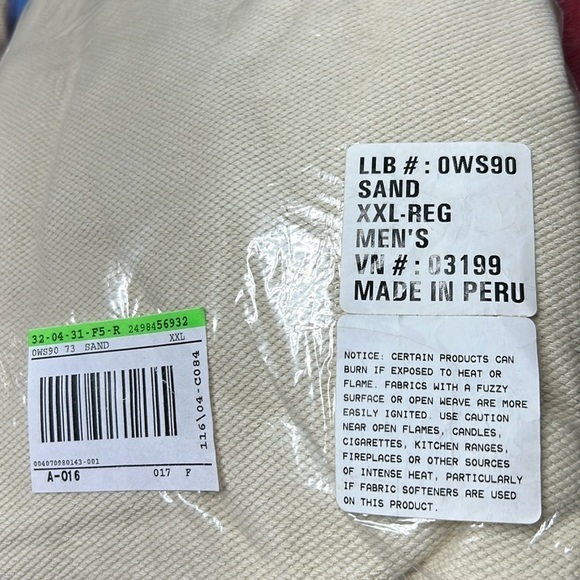 LLB # : 0WS90
SAND
XXL-REG
MEN'S
VN # : 03199
MADE IN PERU
NOTICE: CERTAIN PRODUCTS CAN
BURN IF EXPOSED TO HEAT OR
FLAME. FABRICS WITH A FUZZY
SURFACE OR OPEN WEAVE ARE MORE
EASILY IGNITED. USE CAUTION
NEAR OPEN FLAMES, CANDLES,
CIGARETTES, KITCHEN RANGES,
FIREPLACES OR OTHER SOURCES
OF INTENSE HEAT, PARTICULARLY
IF FABRIC SOFTENERS ARE USED
ON THIS PRODUCT.
32-04-31-F5-R 2498456932
0WS90 73 SAND XXL
116\04-C084
004070980143-001
A-016 017 F